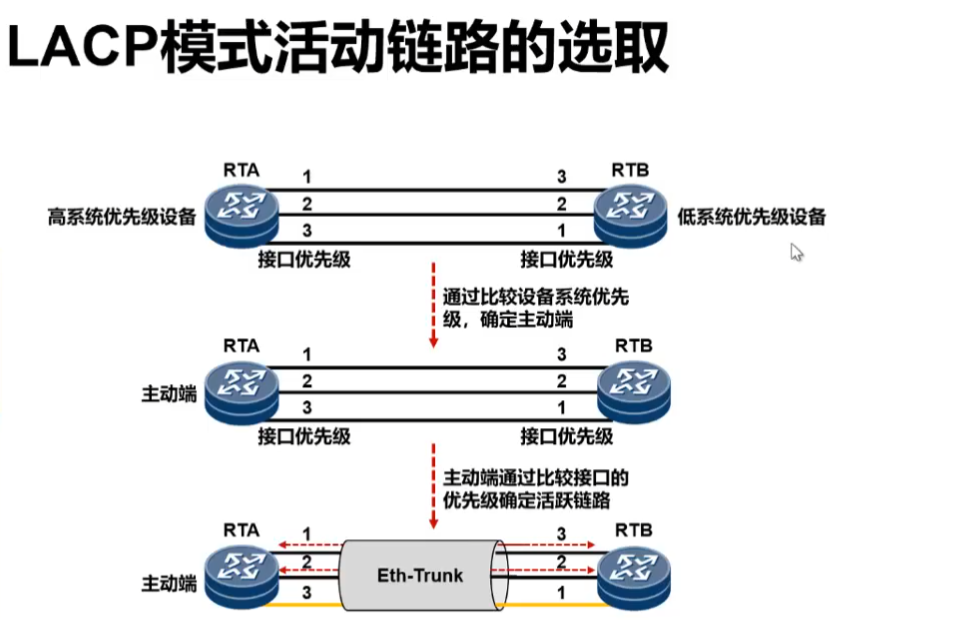 LACP模式活动链路的选取
RTA
1
3
RTB
高系统优先级设备
2
2
低系统优先级设备
3
1
接口优先级
接口优先级
通过比较设备系统优先
级，确定主动端
RTA
1
3
RTB
主动端
2
2
3
1
接口优先级
接口优先级
主动端通过比较接口的
优先级确定活跃链路
RTA
1
3
RTB
2
2
Eth-Trunk
主动端
3
1